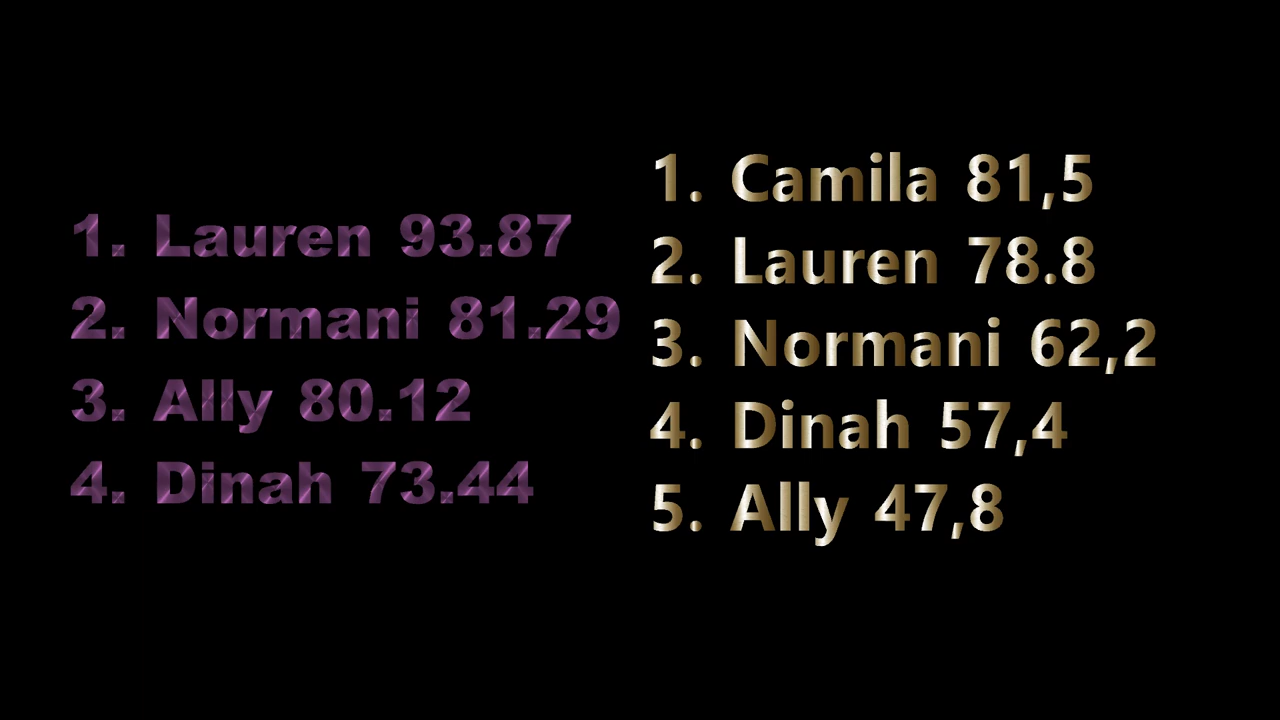 1. Lauren 93.87
2. Normani 81.29
3. Ally 80.12
4. Dinah 73.44
1. Camila 81,5
2. Lauren 78.8
3. Normani 62,2
4. Dinah 57,4
5. Ally 47,8